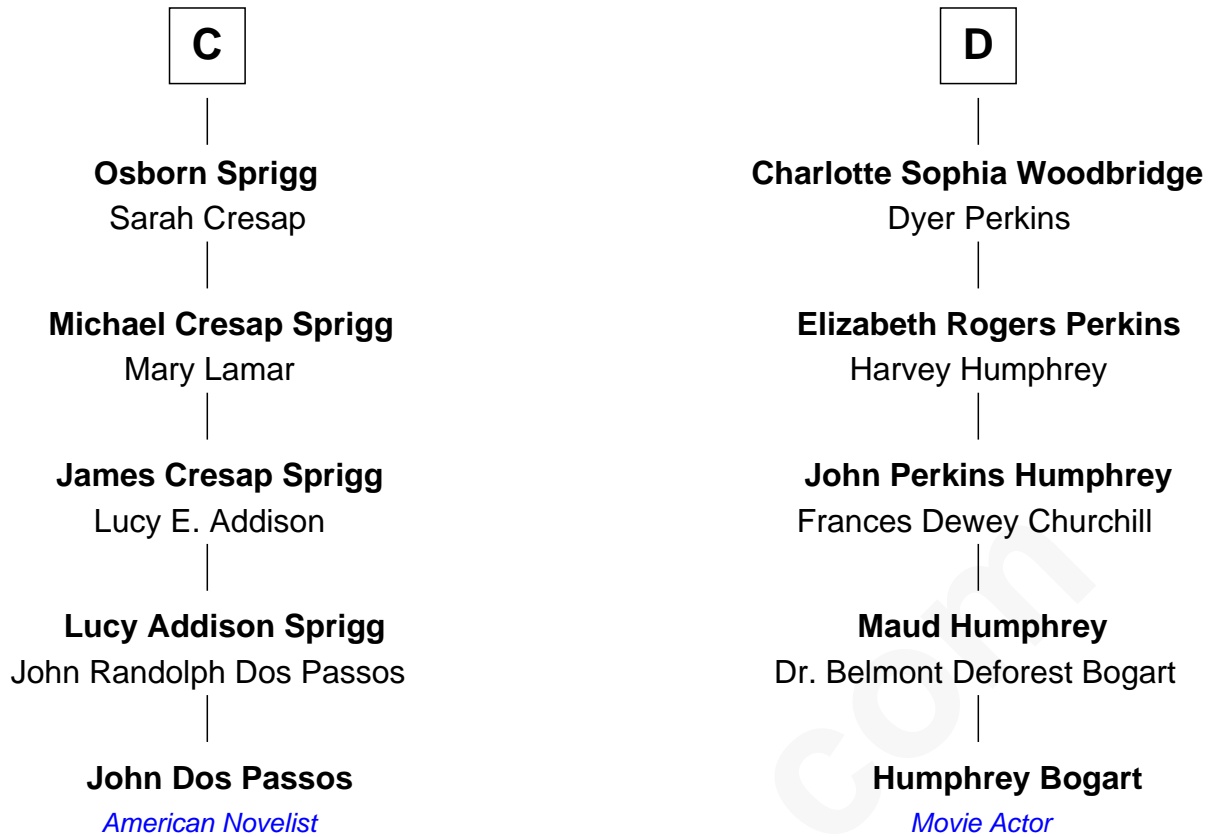 C
Osborn Sprigg
Sarah Cresap
Michael Cresap Sprigg
Mary Lamar
James Cresap Sprigg
Lucy E. Addison
Lucy Addison Sprigg
John Randolph Dos Passos
John Dos Passos
American Novelist
D
Charlotte Sophia Woodbridge
Dyer Perkins
Elizabeth Rogers Perkins
Harvey Humphrey
John Perkins Humphrey
Frances Dewey Churchill
Maud Humphrey
Dr. Belmont Deforest Bogart
Humphrey Bogart
Movie Actor
com